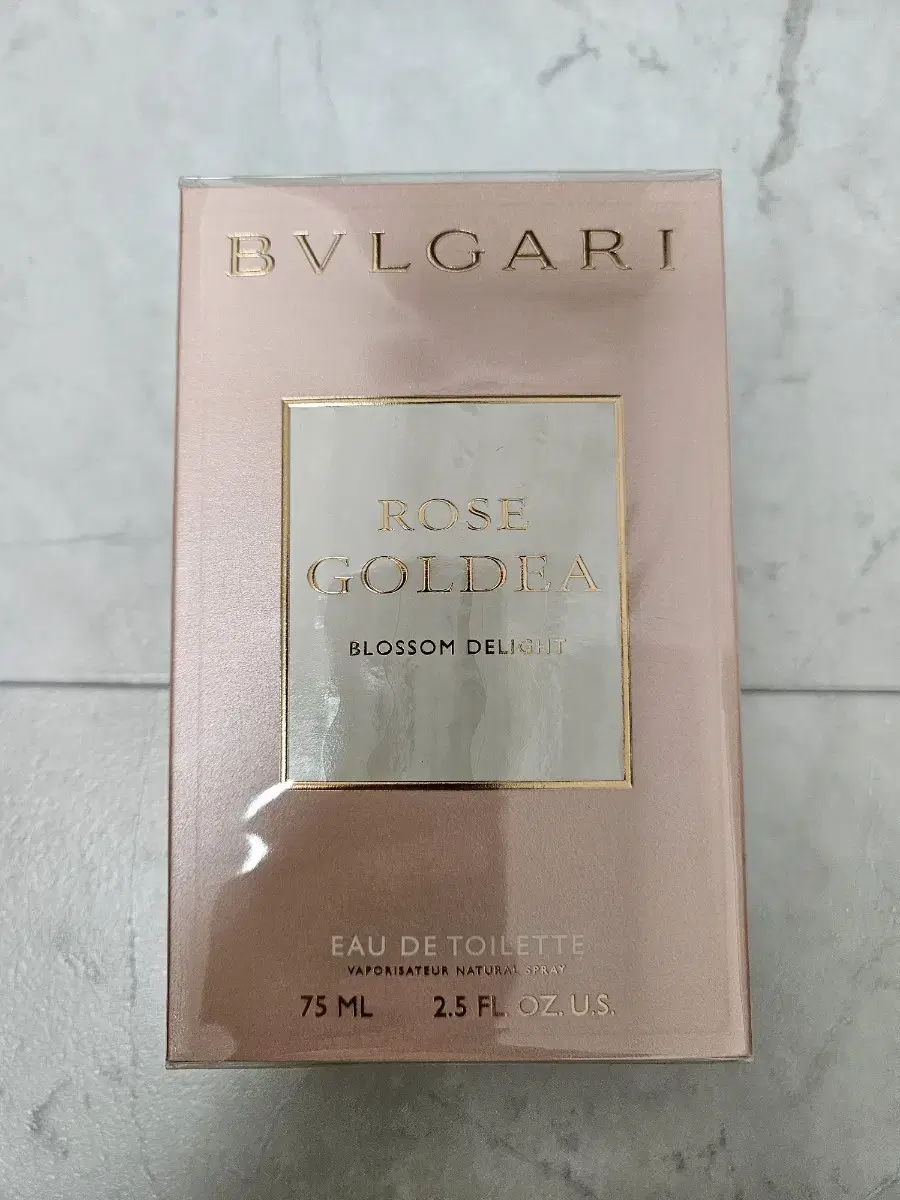 BVLGARI
ROSE
GOLDEA
BLOSSOM DELIGHT
EAU DE TOILETTE
VAPORISATEUR NATURAL SPRAY
75 ML 2.5 FL. OZ. U.S.